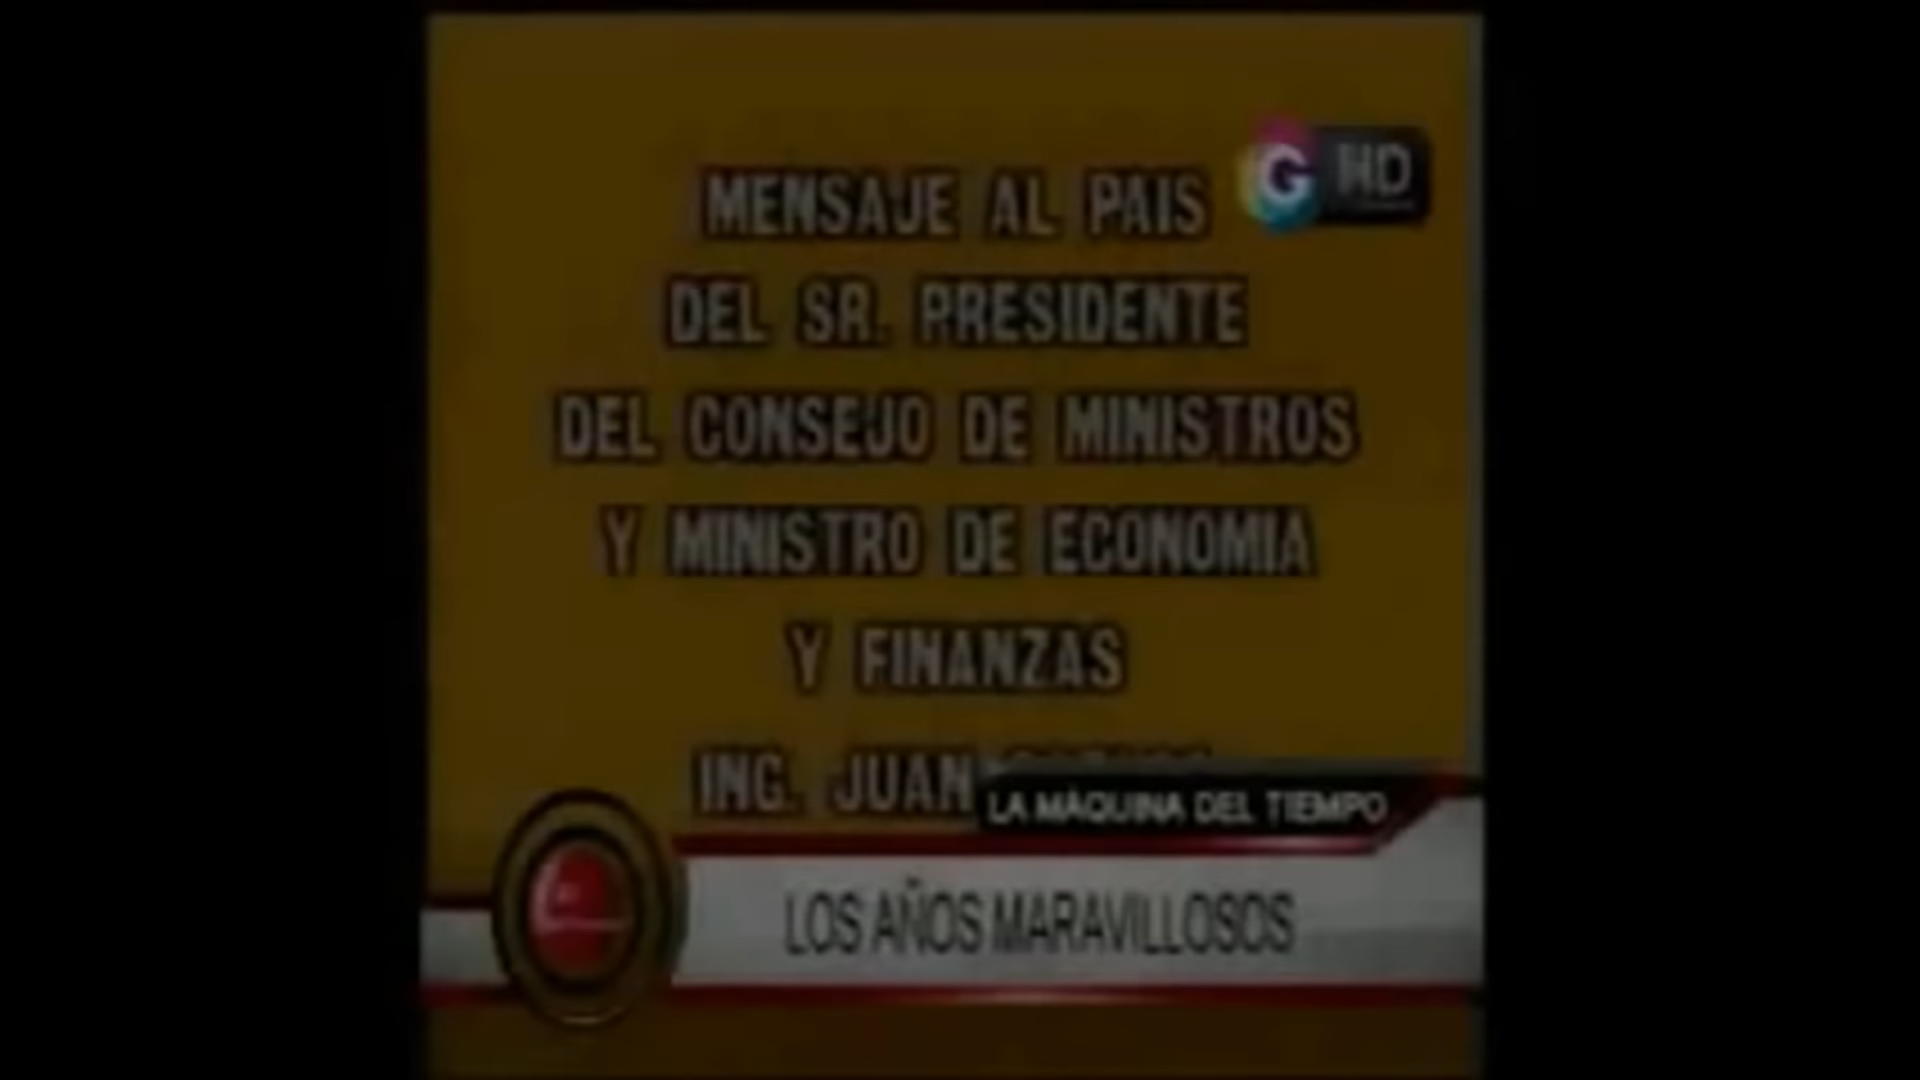 MENSAJE AL PAIS
G HD
DEL SR. PRESIDENTE
DEL CONSEJO DE MINISTROS
Y MINISTRO DE ECONOMIA
Y FINANZAS
ING. JUAN
LA MÁQUINA DEL TIEMPO
LOS AÑOS MARAVILLOSOS